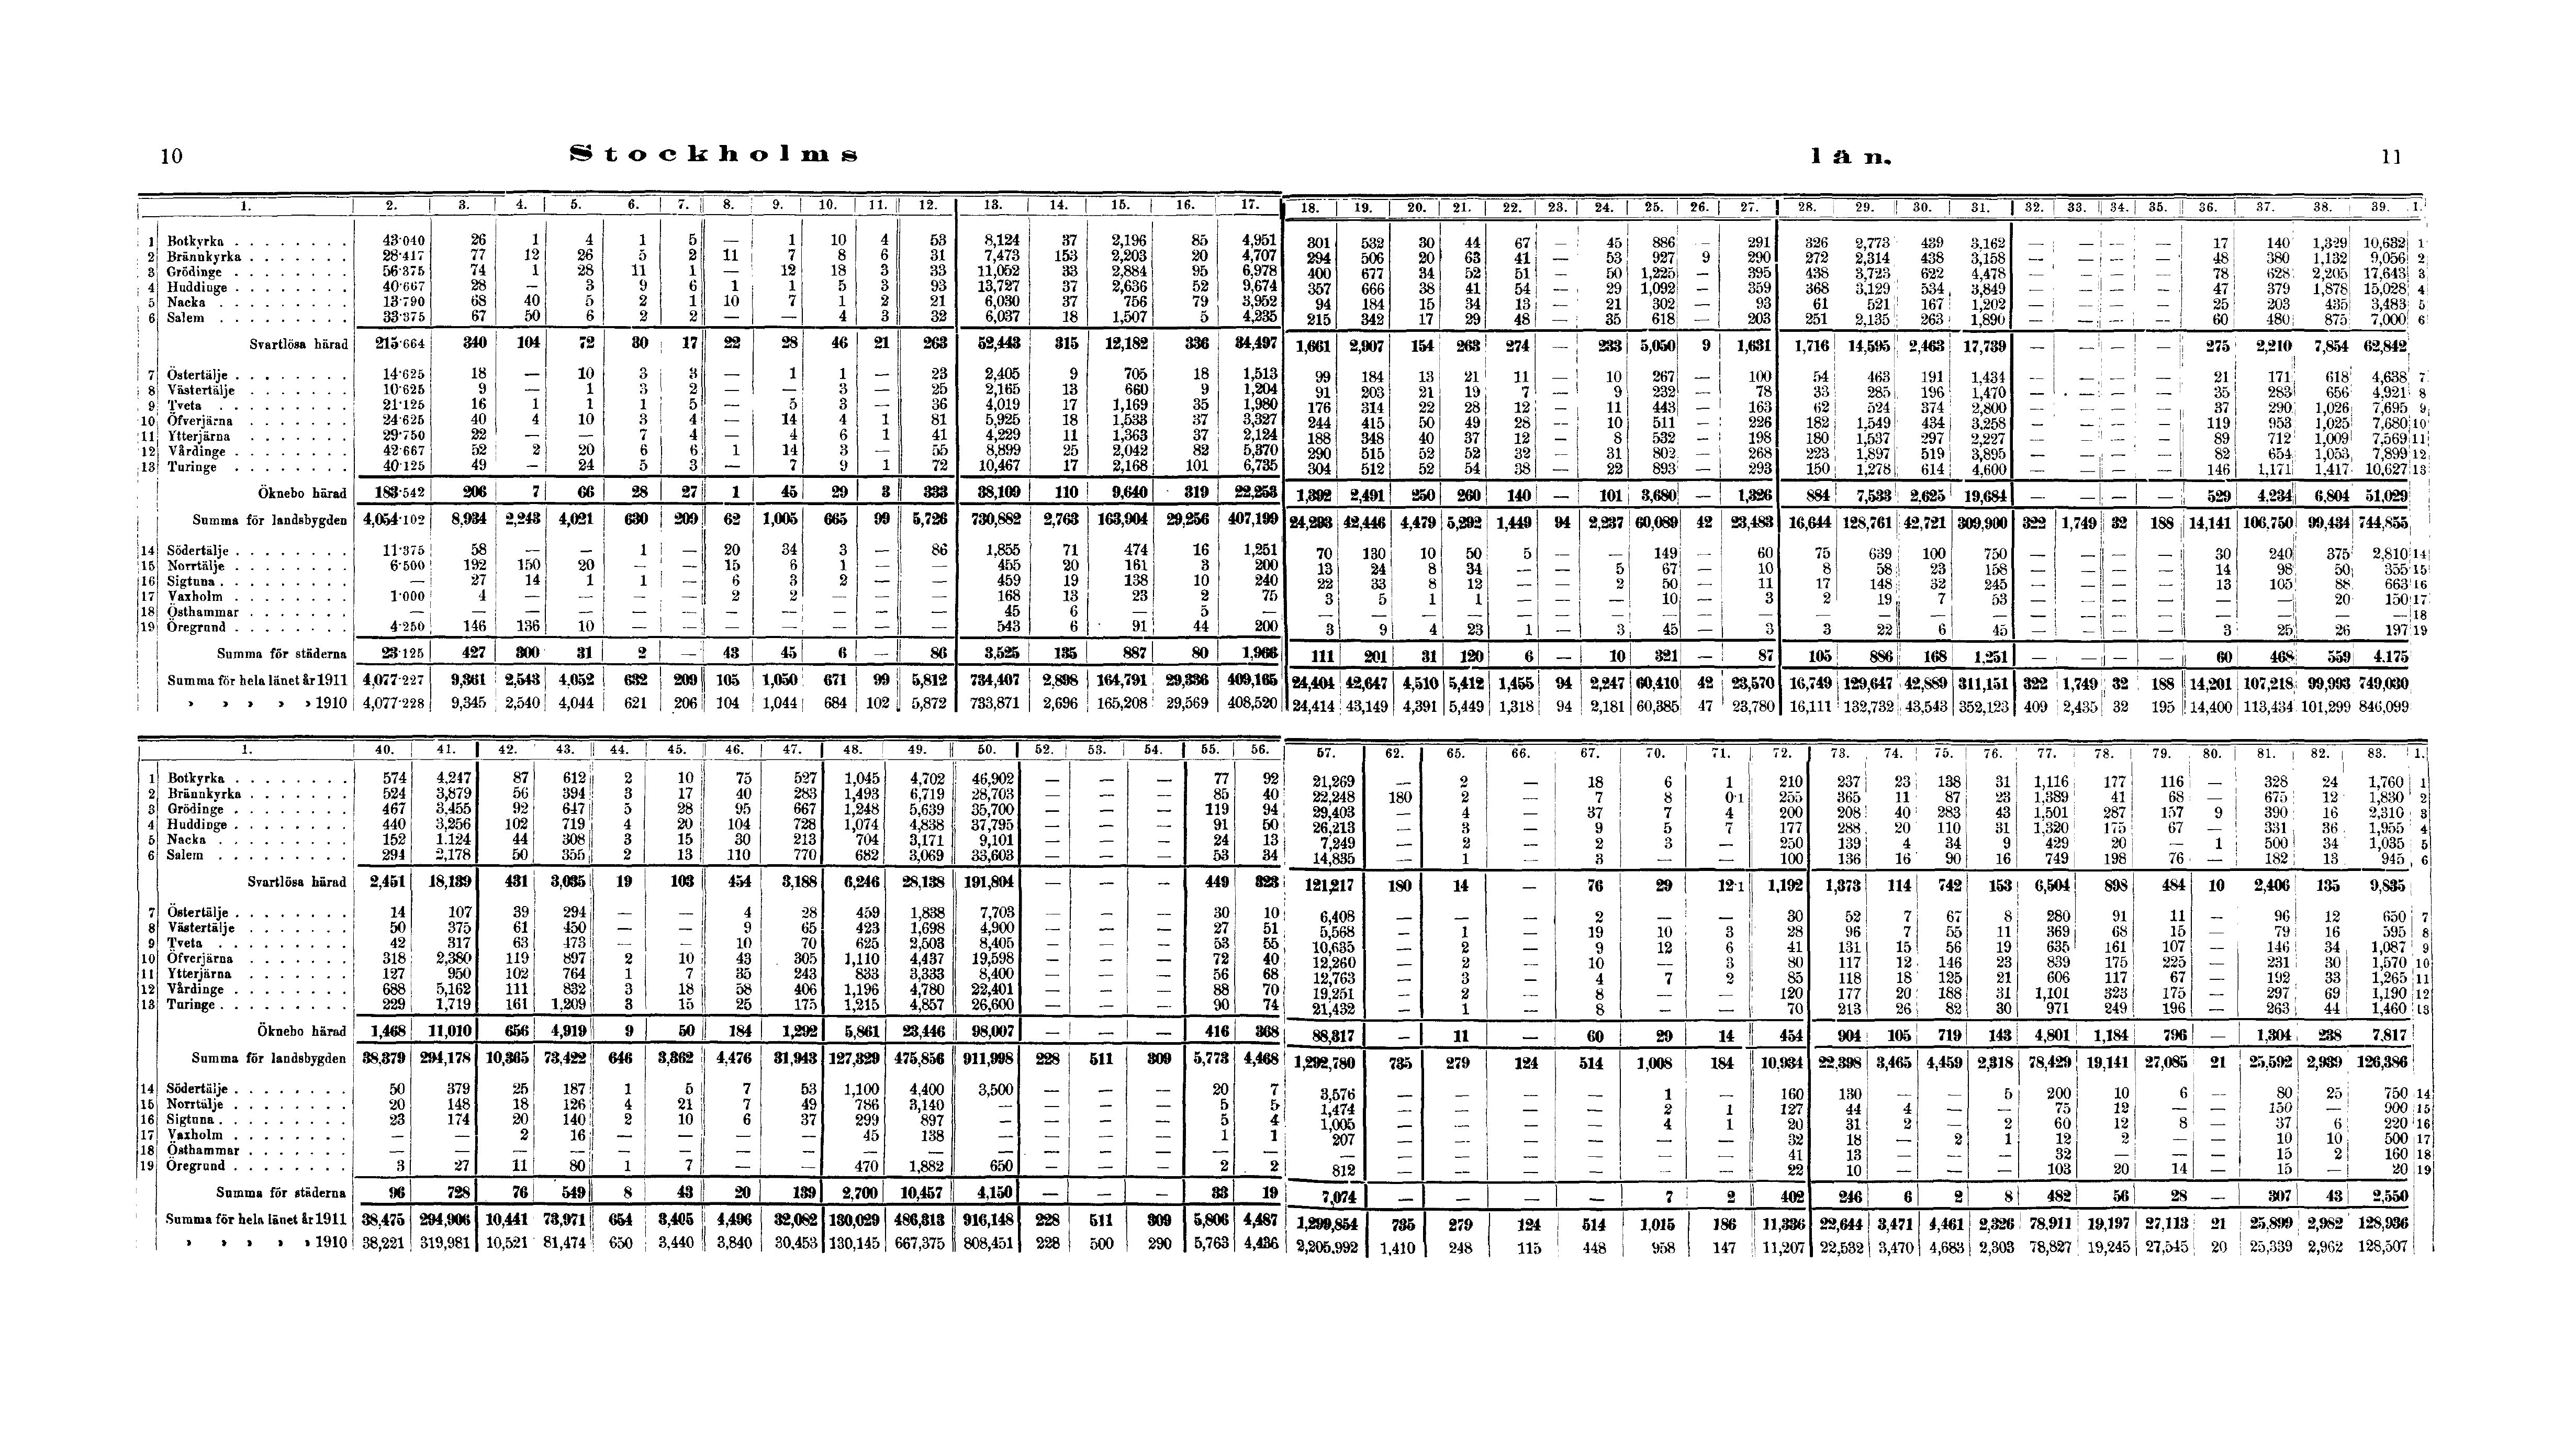 10 Stockholms län. 11
1. 2. 3. 4. 5. 6. 7. 8. 9. 10. 11. 12. 13. 14. 15. 16. 17. 18. 19. 20. 21. 22. 23. 24. 25. 26. 27. 28. 29. 30. 31. 32. 33. 34. 35. 36. 37. 38. 39. 1.
1 Botkyrka 43·040 26 1 4 1 5 — 1 10 4 53 8,124 37 2,196 85 4,951 301 532 30 44 67 — 45 886 — 291 326 2,773 439 3,162 — — — — 17 140 1,329 10,632 1
2 Brännkyrka 28·417 77 12 26 5 2 11 7 8 6 31 7,473 153 2,203 20 4,707 294 506 20 63 41 — 53 927 9 290 272 2,314 438 3,158 — — — — 48 380 1,132 9,056 2
3 Grödinge 56·375 74 1 28 11 1 — 12 18 3 33 11,052 33 2,884 95 6,978 400 677 34 52 51 — 50 1,225 — 395 438 3,723 622 4,478 — — — — 78 628 2,205 17,643 3
4 Huddinge 40·667 28 — 3 9 6 1 1 5 3 93 13,727 37 2,636 52 9,674 357 666 38 41 54 — 29 1,092 — 359 368 3,129 534 3,849 — — — — 47 379 1,878 15,028 4
5 Nacka 13·790 68 40 5 2 1 10 7 1 2 21 6,030 37 756 79 3,952 94 184 15 34 13 — 21 302 — 93 61 521 167 1,202 — — — — 25 203 435 3,483 5
6 Salem 33·375 67 50 6 2 2 — — 4 3 32 6,037 18 1,507 5 4,235 215 342 17 29 48 — 35 618 — 203 251 2,135 263 1,890 — — — — 60 480 875 7,000 6
Svartlösa härad 215·664 340 104 72 30 17 22 28 46 21 263 52,443 315 12,182 336 34,497 1,661 2,907 154 263 274 — 233 5,050 9 1,631 1,716 14,595 2,463 17,739 — — — — 275 2,210 7,854 62,842
7 Östertälje 14·625 18 — 10 3 3 — 1 1 — 23 2,405 9 705 18 1,513 99 184 13 21 11 — 10 267 — 100 54 463 191 1,434 — — — — 21 171 618 4,638 7
8 Västertälje 10·625 9 — 1 3 2 — — 3 — 25 2,165 13 660 9 1,204 91 203 21 19 7 — 9 232 — 78 33 285 196 1,470 — — — — 35 283 656 4,921 8
9 Tveta 21·125 16 1 1 1 5 — 5 3 — 36 4,019 17 1,169 35 1,980 176 314 22 28 12 — 11 443 — 163 62 524 374 2,800 — — — — 37 290 1,026 7,695 9
10 Öfverjärna 24·625 40 4 10 3 4 — 14 4 1 81 5,925 18 1,533 37 3,327 244 415 50 49 28 — 10 511 — 226 182 1,549 434 3,258 — — — — 119 953 1,025 7,680 10
11 Ytterjärna 29·750 22 — — 7 4 — 4 6 1 41 4,229 11 1,363 37 2,124 188 348 40 37 12 — 8 532 — 198 180 1,537 297 2,227 — — — — 89 712 1,009 7,569 11
12 Vårdinge 42·667 52 2 20 6 6 1 14 3 — 55 8,899 25 2,042 82 5,370 290 515 52 52 32 — 31 802 — 268 223 1,897 519 3,895 — — — — 82 654 1,053 7,899 12
13 Turinge 40·125 49 — 24 5 3 — 7 9 1 72 10,467 17 2,168 101 6,735 304 512 52 54 38 — 22 893 — 293 150 1,278 614 4,600 — — — — 146 1,171 1,417 10,627 13
Öknebo härad 183·542 206 7 66 28 27 1 45 29 3 333 38,109 110 9,640 319 22,253 1,392 2,491 250 260 140 — 101 3,680 — 1,326 884 7,533 2,625 19,684 — — — — 529 4,234 6,804 51,029
Summa för landsbygden 4,054·102 8,934 2,243 4,021 630 209 62 1,005 665 99 5,726 730,882 2,763 163,904 29,256 407,199 24,293 42,446 4,479 5,292 1,449 94 2,237 60,089 42 23,483 16,644 128,761 42,721 309,900 322 1,749 32 188 14,141 106,750 99,434 744,855
14 Södertälje 11·375 58 — — 1 — 20 34 3 — 86 1,855 71 474 16 1,251 70 130 10 50 5 — — 149 — 60 75 639 100 750 — — — — 30 240 375 2,810 14
15 Norrtälje 6·500 192 150 20 — — 15 6 1 — — 455 20 161 3 200 13 24 8 34 — — 5 67 — 10 8 58 23 158 — — — — 14 98 50 355 15
16 Sigtuna — 27 14 1 1 — 6 3 2 — — 459 19 138 10 240 22 33 8 12 — — 2 50 — 11 17 148 32 245 — — — — 13 105 88 663 16
17 Vaxholm 1·000 4 — — — — 2 2 — — — 168 13 23 2 75 3 5 1 1 — — — 10 — 3 2 19 7 53 — — — — — — 20 150 17
18 Östhammar — — — — — — — — — — — 45 6 — 5 — — — — — — — — — — — — — — — — — — — — — — — 18
19 Öregrund 4·250 146 136 10 — — — — — — — 543 6 91 44 200 3 9 4 23 1 — 3 45 — 3 3 22 6 45 — — — — 3 25 26 197 19
Summa för städerna 23·125 427 300 31 2 — 43 45 6 — 86 3,525 135 887 80 1,966 111 201 31 120 6 — 10 321 — 87 105 886 168 1,251 — — — — 60 468 559 4,175
Summa för hela länet år 1911 4,077·227 9,361 2,543 4,052 632 209 105 1,050 671 99 5,812 734,407 2,898 164,791 29,336 409,165 24,404 42,647 4,510 5,412 1,455 94 2,247 60,410 42 23,570 16,749 129,647 42,889 311,151 322 1,749 32 188 14,201 107,218 99,993 749,030
» » » » » 1910 4,077·228 9,345 2,540 4,044 621 206 104 1,044 684 102 5,872 733,871 2,696 165,208 29,569 408,520 24,414 43,149 4,391 5,449 1,318 94 2,181 60,385 47 23,780 16,111 132,732 43,543 352,123 409 2,435 32 195 14,400 113,434 101,299 846,099
1. 40. 41. 42. 43. 44. 45. 46. 47. 48. 49. 50. 52. 53. 54. 55. 56. 57. 62. 65. 66. 67. 70. 71. 72. 73. 74. 75. 76. 77. 78. 79. 80. 81. 82. 83. 1.
1 Botkyrka 574 4,247 87 612 2 10 75 527 1,045 4,702 46,902 — — — 77 92 21,269 — 2 — 18 6 1 210 237 23 138 31 1,116 177 116 — 328 24 1,760 1
2 Brännkyrka 524 3,879 56 394 3 17 40 283 1,493 6,719 28,703 — — — 85 40 22,248 180 2 — 7 8 0·1 255 365 11 87 23 1,389 41 68 — 675 12 1,830 2
3 Grödinge 467 3,455 92 647 5 28 95 667 1,248 5,639 35,700 — — — 119 94 29,403 — 4 — 37 7 4 200 208 40 283 43 1,501 287 157 9 390 16 2,310 3
4 Huddinge 440 3,256 102 719 4 20 104 728 1,074 4,838 37,795 — — — 91 50 26,213 — 3 — 9 5 7 177 288 20 110 31 1,320 175 67 — 331 36 1,955 4
5 Nacka 152 1.124 44 308 3 15 30 213 704 3,171 9,101 — — — 24 13 7,249 — 2 — 2 3 — 250 139 4 34 9 429 20 — 1 500 34 1,035 5
6 Salem 294 2,178 50 355 2 13 110 770 682 3,069 33,603 — — — 53 34 14,835 — 1 — 3 — — 100 136 16 90 16 749 198 76 — 182 13 945 6
Svartlösa härad 2,451 18,139 431 3,035 19 103 454 3,188 6,246 28,138 191,804 — — — 449 323 121,217 180 14 — 76 29 12·1 1,192 1,373 114 742 153 6,504 898 484 10 2,406 135 9,835
7 Östertälje 14 107 39 294 — — 4 28 459 1,838 7,703 — — — 30 10 6,408 — — — 2 — — 30 52 7 67 8 280 91 11 — 96 12 650 7
8 Västertälje 50 375 61 450 — — 9 65 423 1,698 4,900 — — — 27 51 5,568 — 1 — 19 10 3 28 96 7 55 11 369 68 15 — 79 16 595 8
9 Tveta 42 317 63 473 — — 10 70 625 2,503 8,405 — — — 53 55 10,635 — 2 — 9 12 6 41 131 15 56 19 635 161 107 — 146 34 1,087 9
10 Öfverjärna 318 2,380 119 897 2 10 43 305 1,110 4,437 19,598 — — — 72 40 12,260 — 2 — 10 — 3 80 117 12 146 23 839 175 225 — 231 30 1,570 10
11 Ytterjärna 127 950 102 764 1 7 35 243 833 3,333 8,400 — — — 56 68 12,763 — 3 — 4 7 2 85 118 18 125 21 606 117 67 — 192 33 1,265 11
12 Vårdinge 688 5,162 111 832 3 18 58 406 1,196 4,780 22,401 — — — 88 70 19,251 — 2 — 8 — — 120 177 20 188 31 1,101 323 175 — 297 69 1,190 12
13 Turinge 229 1,719 161 1,209 3 15 25 175 1,215 4,857 26,600 — — — 90 74 21,432 — 1 — 8 — — 70 213 26 82 30 971 249 196 — 263 44 1,460 13
Öknebo härad 1,468 11,010 656 4,919 9 50 184 1,292 5,861 23,446 98,007 — — — 416 368 88,317 — 11 — 60 29 14 454 904 105 719 143 4,801 1,184 796 — 1,304 238 7,817
Summa för landsbygden 38,379 294,178 10,365 73,422 646 3,362 4,476 31,943 127,329 475,856 911,998 228 511 309 5,773 4,468 1,292,780 735 279 124 514 1,008 184 10,934 22,398 3,465 4,459 2,318 78,429 19,141 27,085 21 25,592 2,939 126,386
14 Södertälje 50 379 25 187 1 5 7 53 1,100 4,400 3,500 — — — 20 7 3,576 — — — — 1 — 160 130 — — 5 200 10 6 — 80 25 750 14
15 Norrtälje 20 148 18 126 4 21 7 49 786 3,140 — — — — 5 5 1,474 — — — — 2 1 127 44 4 — — 75 12 — — 150 — 900 15
16 Sigtuna 23 174 20 140 2 10 6 37 299 897 — — — — 5 4 1,005 — — — — 4 1 20 31 2 — 2 60 12 8 — 37 6 220 16
17 Vaxholm — — 2 16 — — — — 45 138 — — — — 1 1 207 — — — — — — 32 18 — 2 1 12 2 — — 10 10 500 17
18 Östhammar — — — — — — — — — — — — — — — — — — — — — — — 41 13 — — — 32 — — — 15 2 160 18
19 Öregrund 3 27 11 80 1 7 — — 470 1,882 650 — — — 2 2 812 — — — — — — 22 10 — — — 103 20 14 — 15 — 20 19
Summa för städerna 96 728 76 549 8 43 20 139 2,700 10,457 4,150 — — — 33 19 7,074 — — — — 7 2 402 246 6 2 8 482 56 28 — 307 43 2,550
Summa för hela länet år 1911 38,475 294,906 10,441 73,971 654 3,405 4,496 32,082 130,029 486,313 916,148 228 511 309 5,806 4,487 1,299,854 735 279 124 514 1,015 186 11,336 22,644 3,471 4,461 2,326 78,911 19,197 27,113 21 25,899 2,982 128,936
» » » » » 1910 38,221 319,981 10,521 81,474 650 3,440 3,840 30,453 130,145 667,375 808,451 228 500 290 5,763 4,436 2,205,992 1,410 248 115 448 958 147 11,207 22,532 3,470 4,683 2,303 78,827 19,245 27,545 20 25,339 2,962 128,507